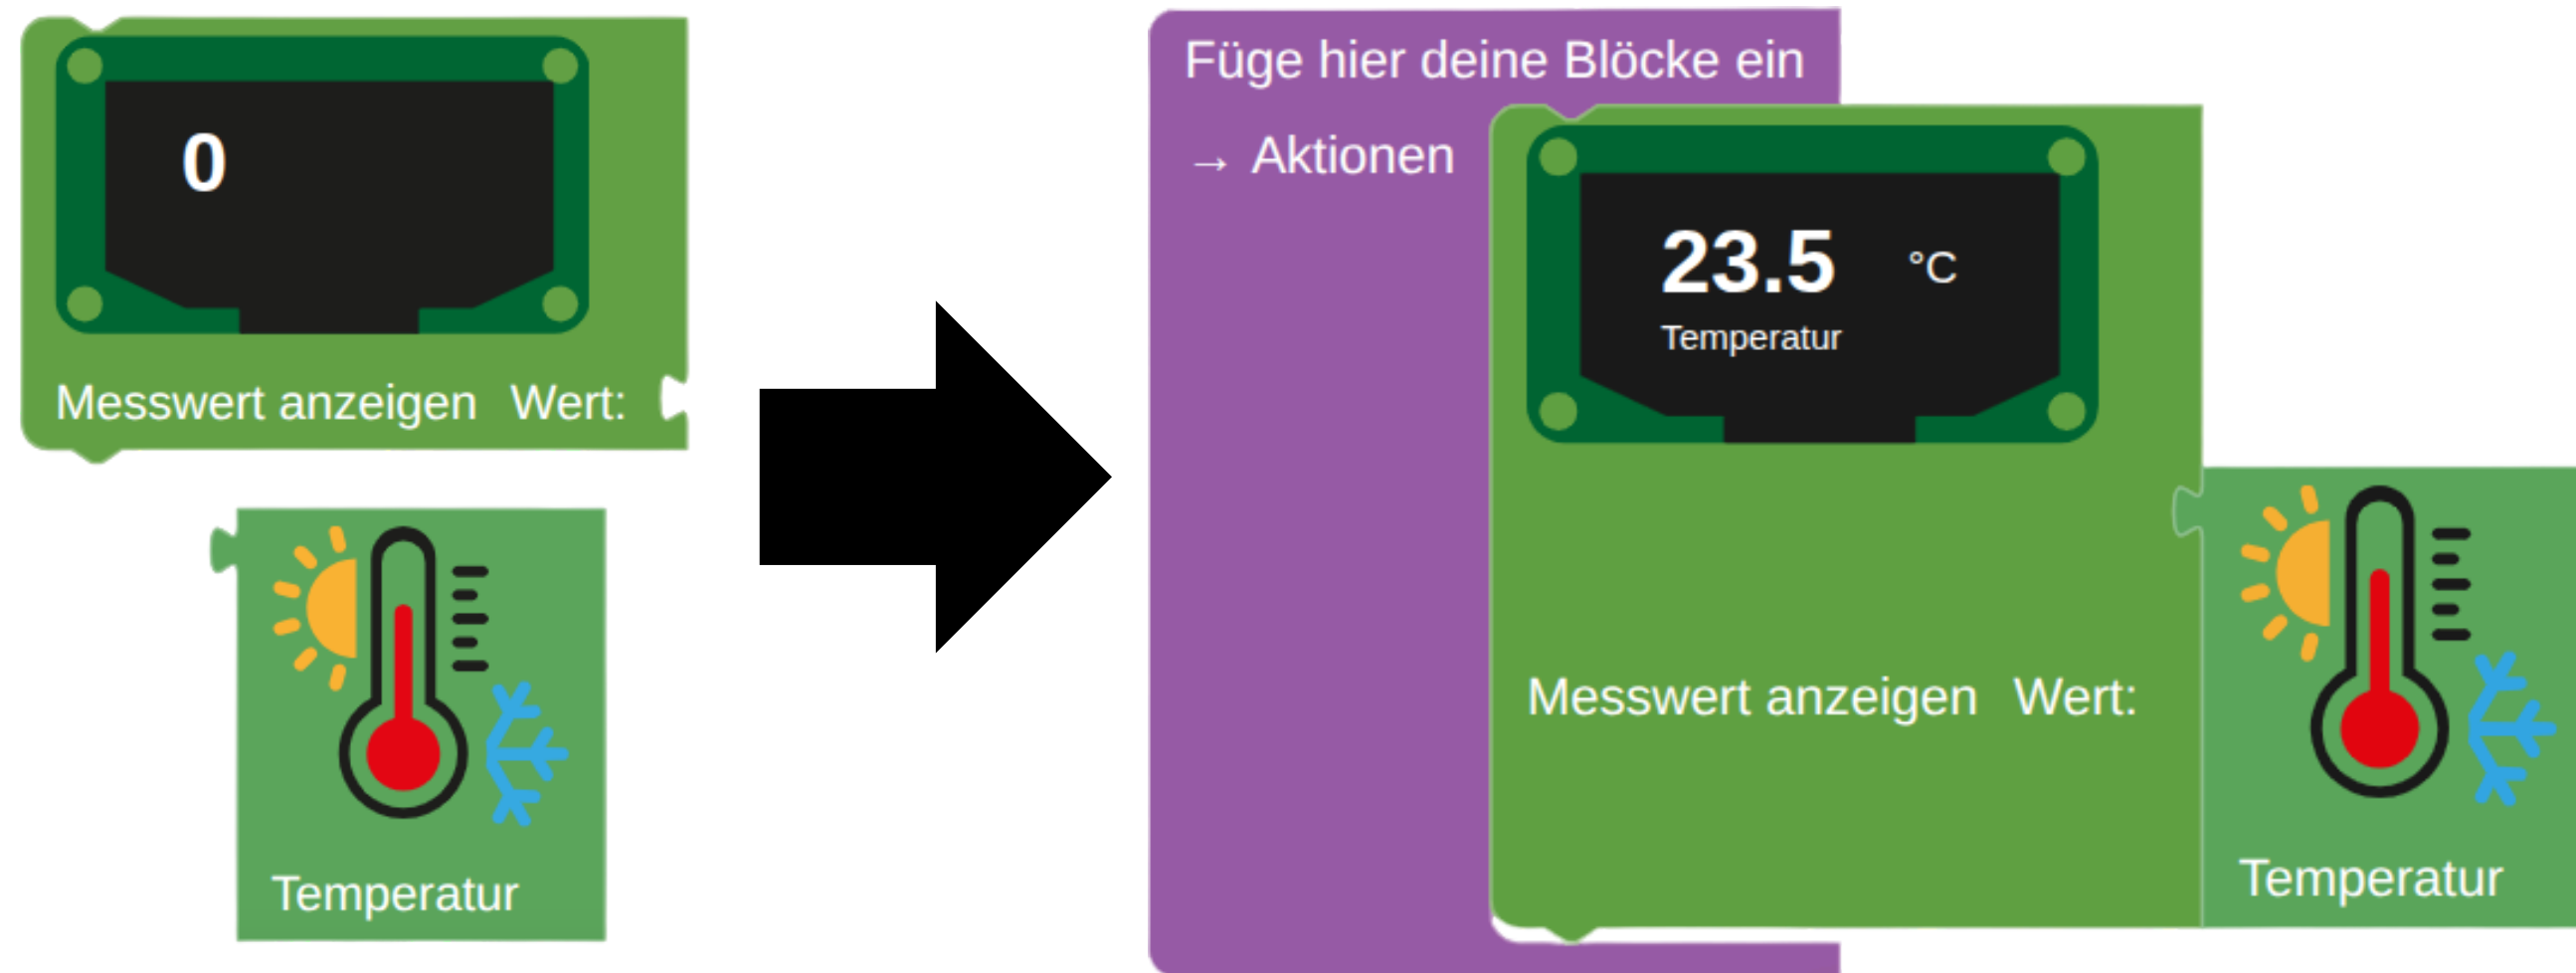 0
Messwert anzeigen Wert:
Temperatur
Füge hier deine Blöcke ein
→ Aktionen
23.5 °C
Temperatur
Messwert anzeigen Wert:
Temperatur